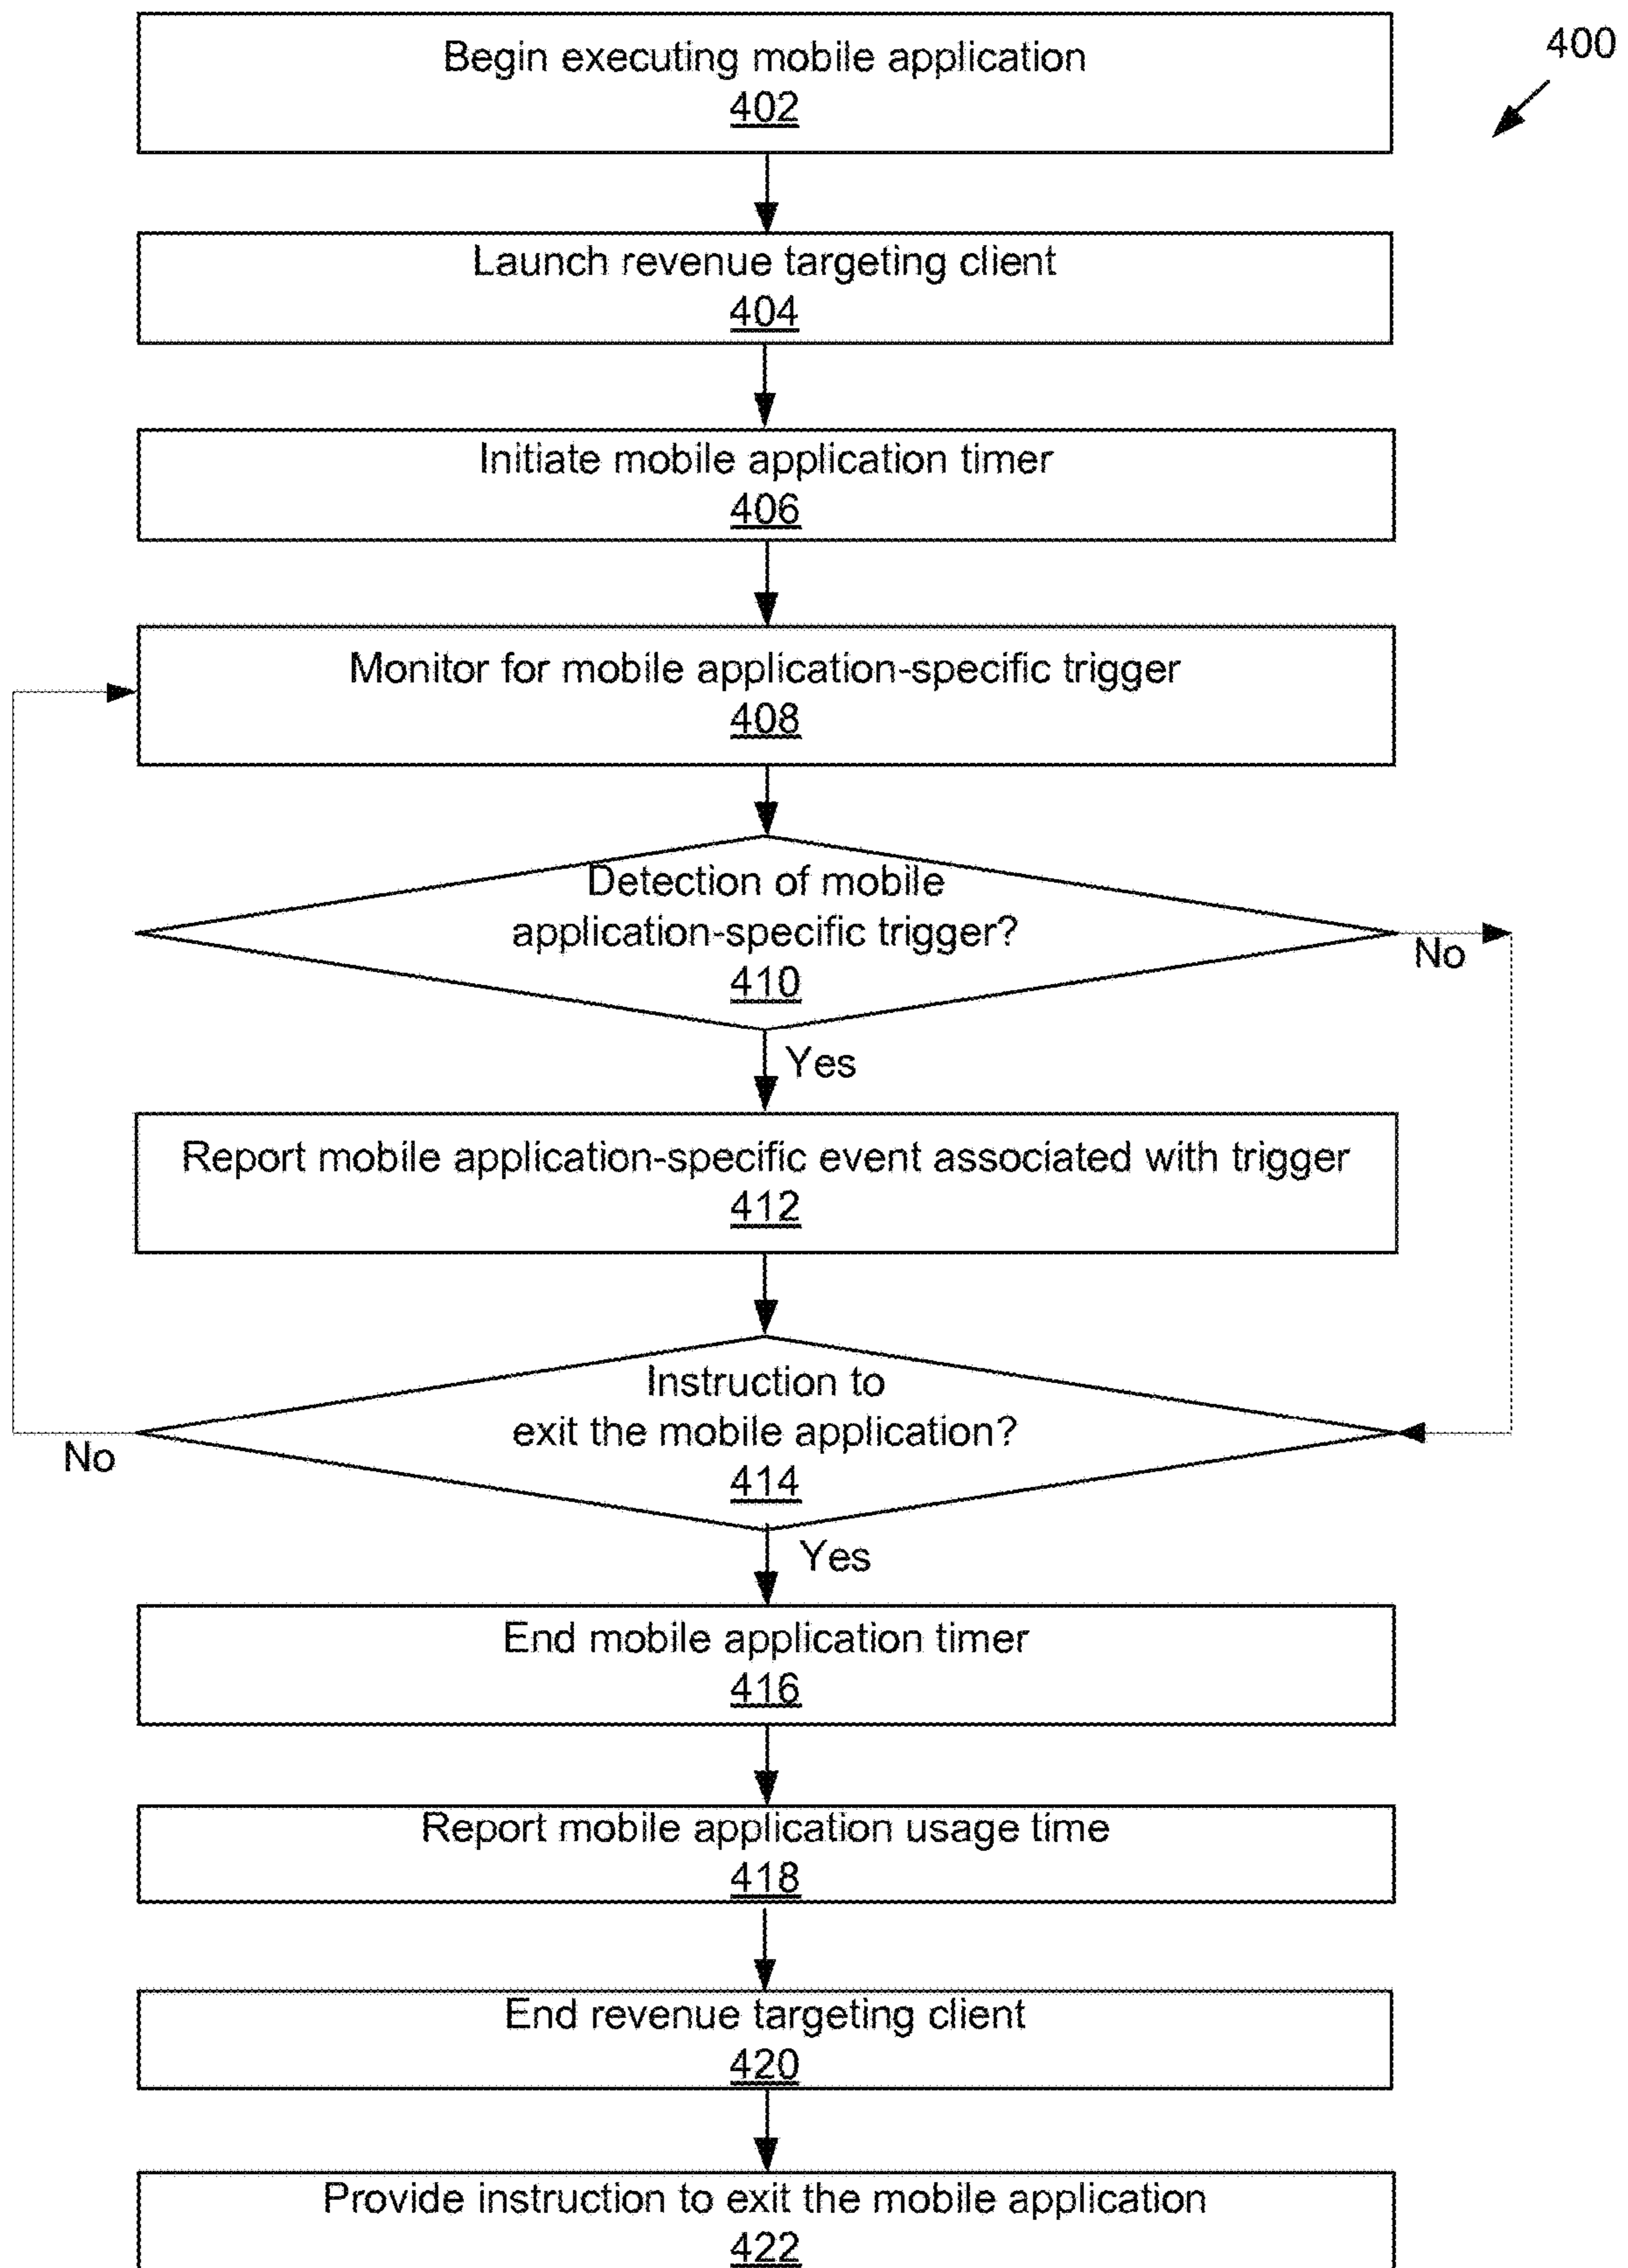 400
Begin executing mobile application
402
Launch revenue targeting client
404
Initiate mobile application timer
406
Monitor for mobile application-specific trigger
408
Detection of mobile
application-specific trigger?
410
No
Yes
Report mobile application-specific event associated with trigger
412
Instruction to
exit the mobile application?
414
No
Yes
End mobile application timer
416
Report mobile application usage time
418
End revenue targeting client
420
Provide instruction to exit the mobile application
422